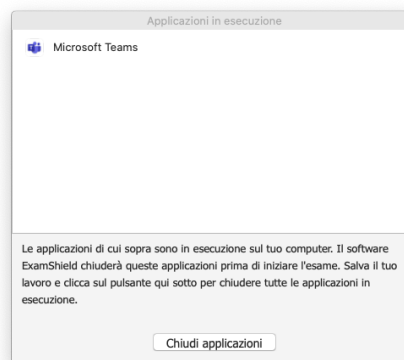 Applicazioni in esecuzione
Microsoft Teams
Le applicazioni di cui sopra sono in esecuzione sul tuo computer. Il software
ExamShield chiuderà queste applicazioni prima di iniziare l'esame. Salva il tuo
lavoro e clicca sul pulsante qui sotto per chiudere tutte le applicazioni in
esecuzione.
Chiudi applicazioni